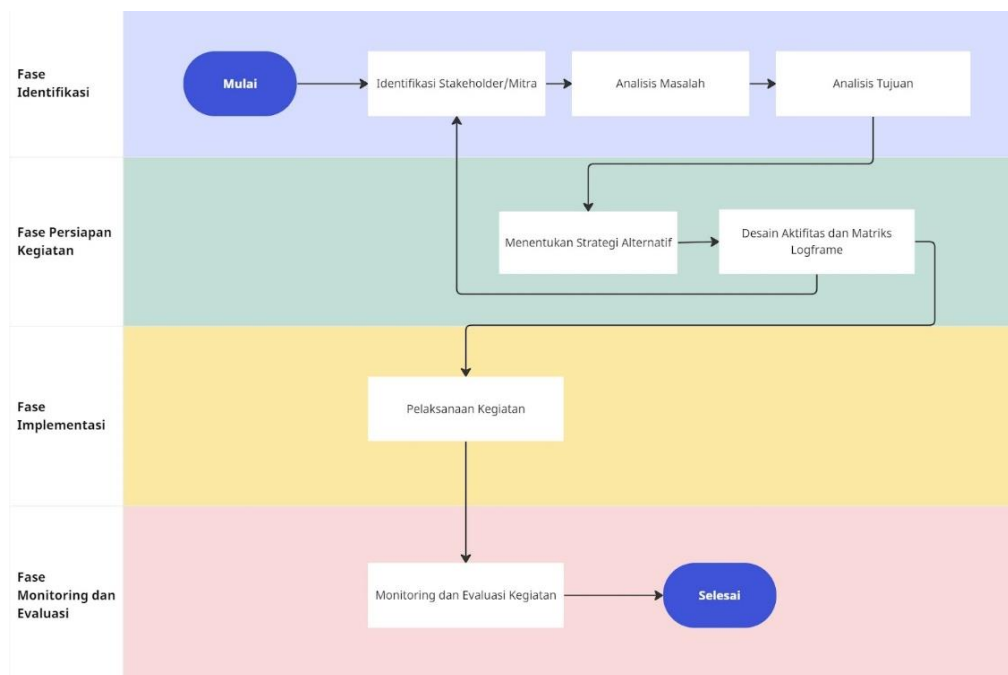 Fase
Identifikasi
Mulai
Identifikasi Stakeholder/Mitra
Analisis Masalah
Analisis Tujuan
Fase Persiapan
Kegiatan
Menentukan Strategi Alternatif
Desain Aktifitas dan Matriks
Logframe
Fase
Implementasi
Pelaksanaan Kegiatan
Fase
Monitoring dan
Evaluasi
Monitoring dan Evaluasi Kegiatan
Selesai